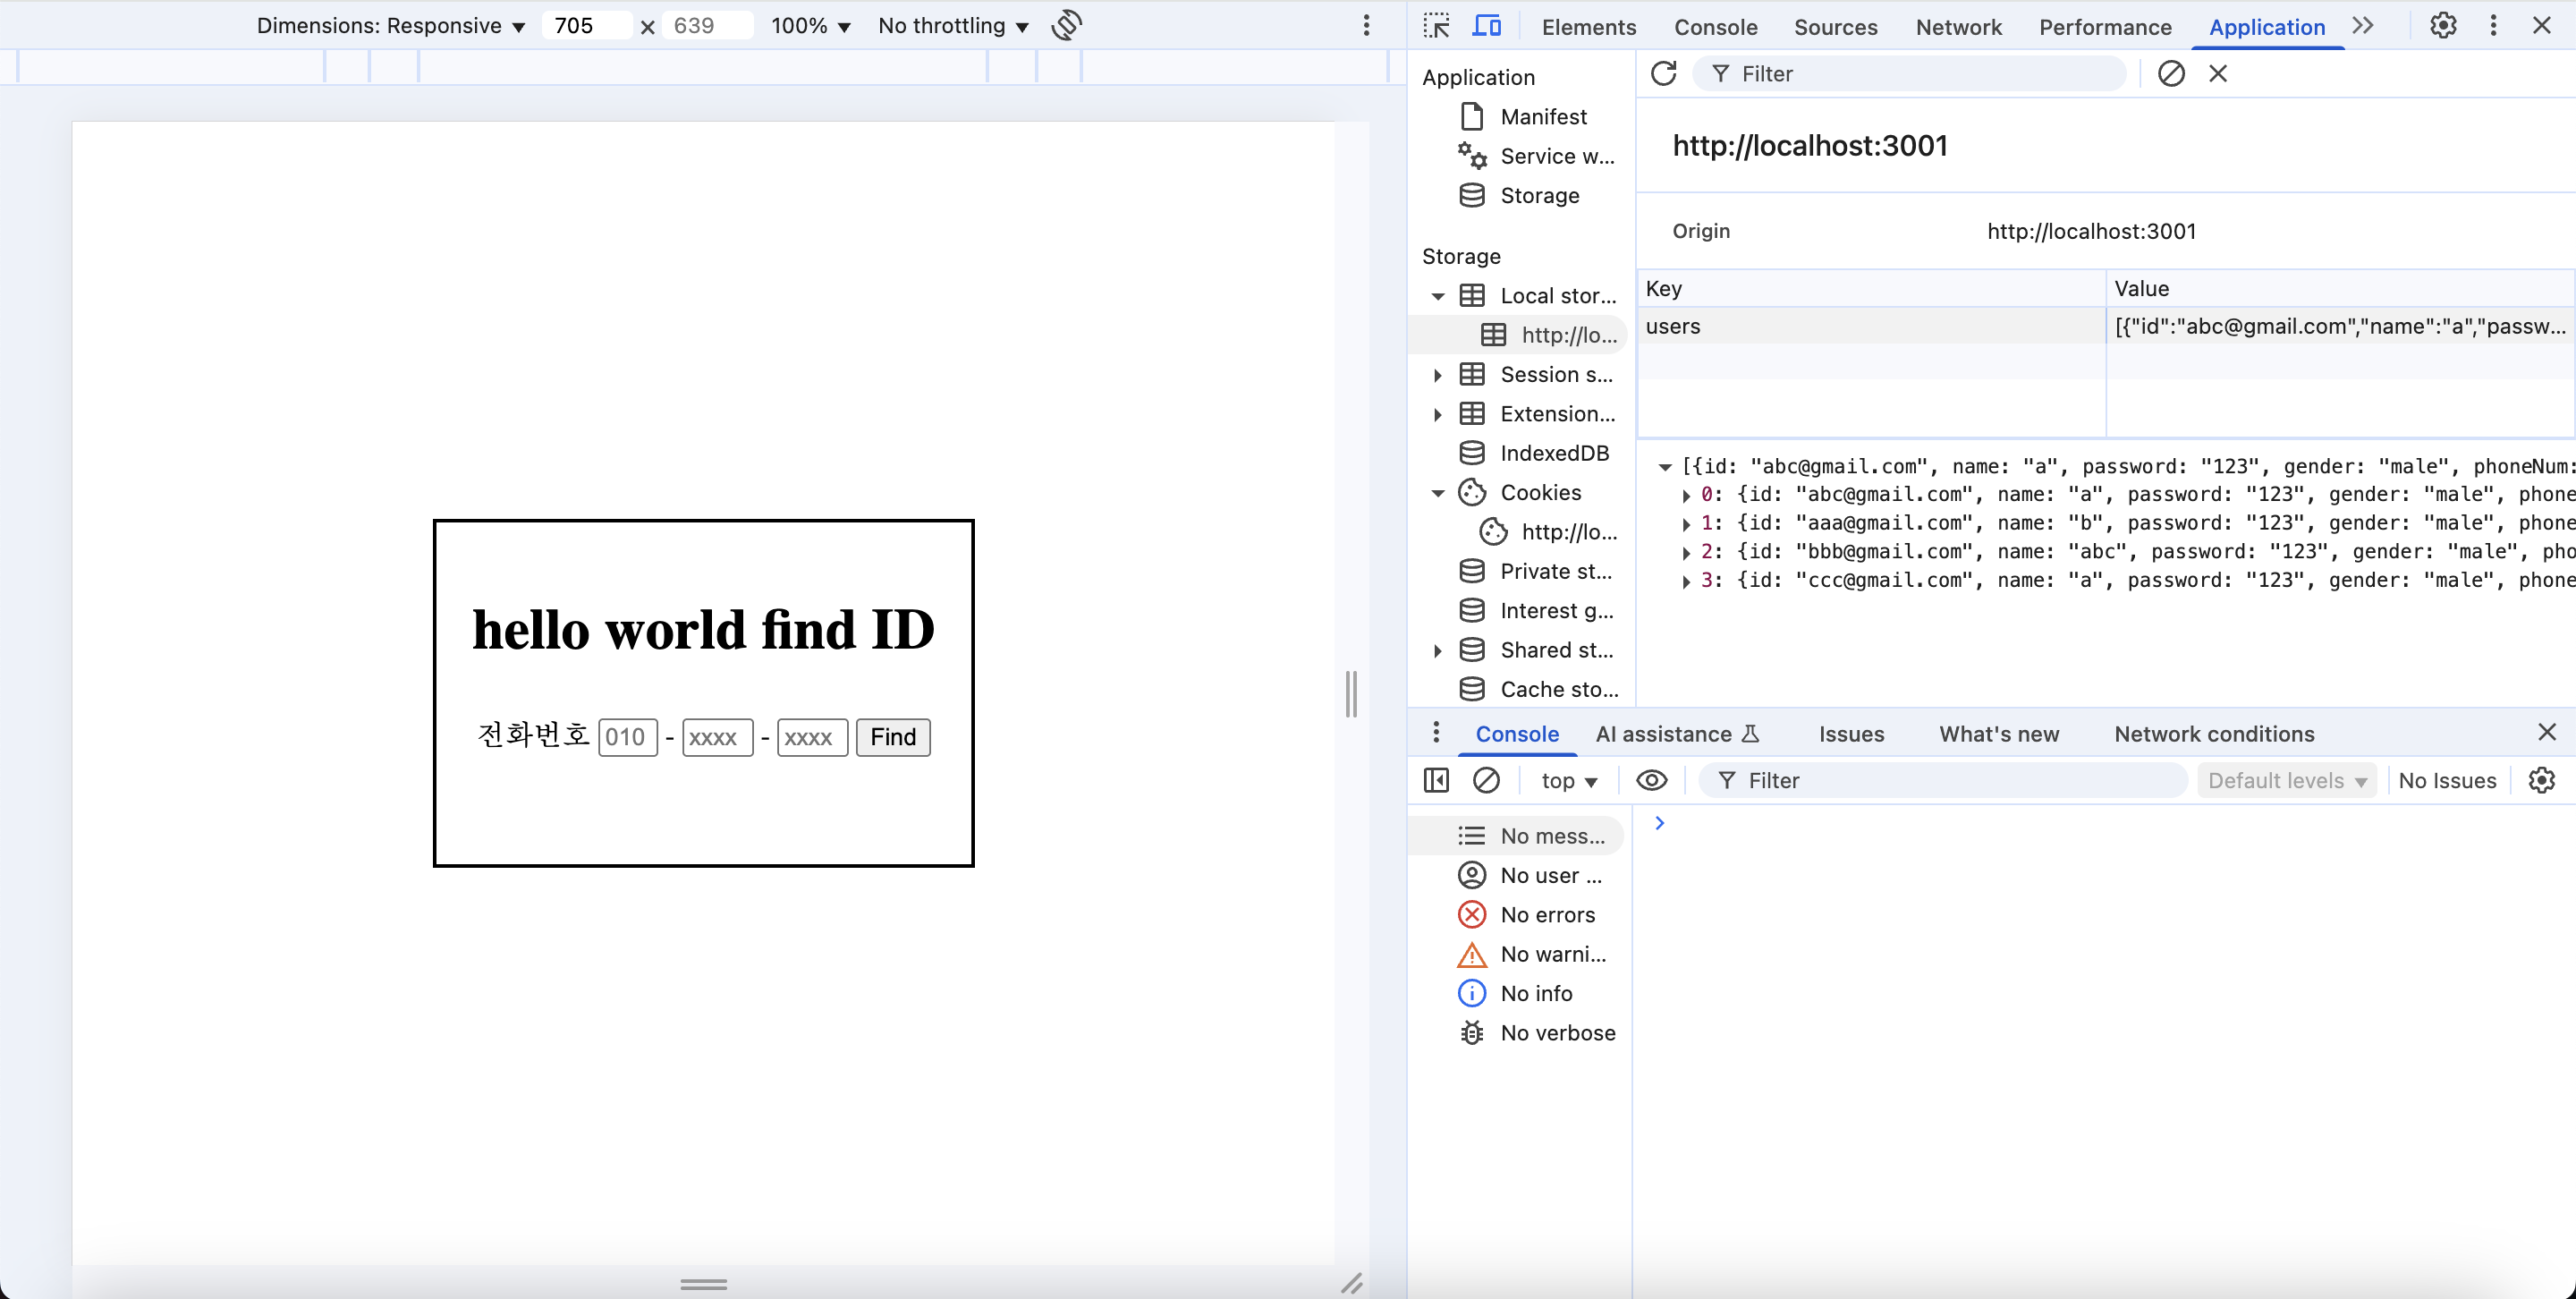 Dimensions: Responsive ▼ 705 × 639 100% ▼ No throttling ▼
hello world find ID
전화번호 010 - xxxx - xxxx Find
Elements Console Sources Network Performance Application
Application
Manifest
Service w...
Storage
Storage
Local stor...
http://lo...
Session s...
Extension...
IndexedDB
Cookies
http://lo...
Private st...
Interest g...
Shared st...
Cache sto...
Filter
http://localhost:3001
Origin http://localhost:3001
Key Value
users [{"id":"abc@gmail.com","name":"a","passw...
[{id: "abc@gmail.com", name: "a", password: "123", gender: "male", phoneNum:
0: {id: "abc@gmail.com", name: "a", password: "123", gender: "male", phone
1: {id: "aaa@gmail.com", name: "b", password: "123", gender: "male", phone
2: {id: "bbb@gmail.com", name: "abc", password: "123", gender: "male", pho
3: {id: "ccc@gmail.com", name: "a", password: "123", gender: "male", phone
Console AI assistance Issues What's new Network conditions
top ▼ Filter Default levels ▼ No Issues
No mess...
No user ...
No errors
No warni...
No info
No verbose